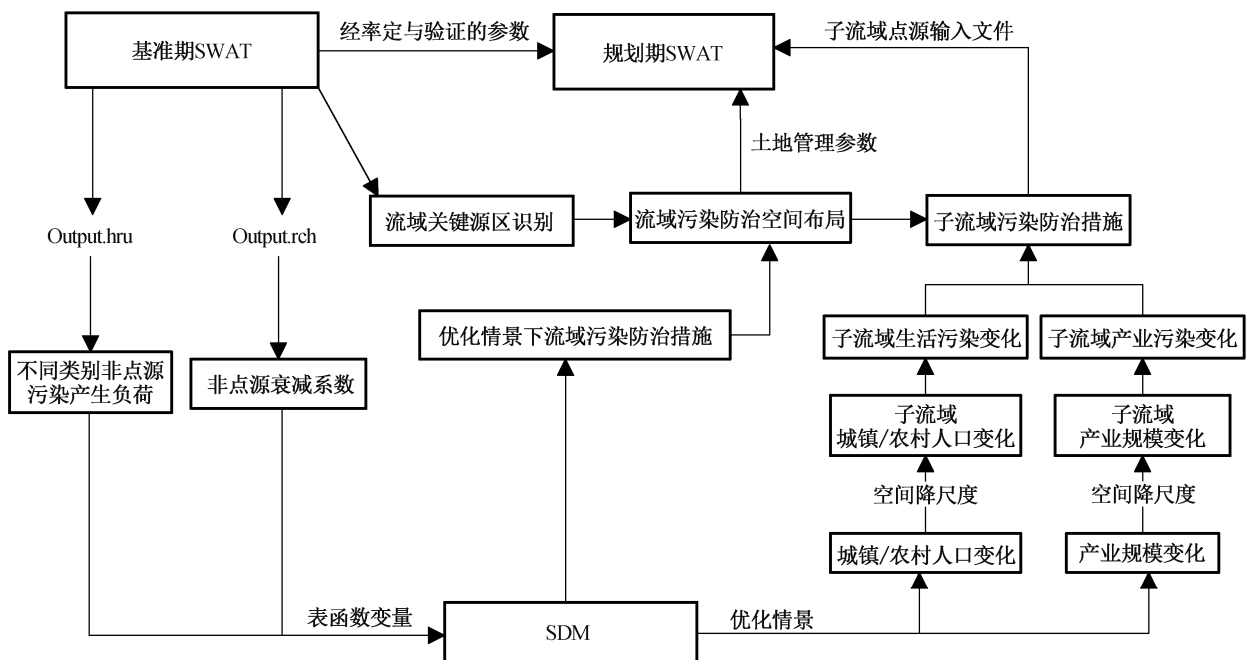 经率定与验证的参数
子流域点源输入文件
基准期SWAT
规划期SWAT
土地管理参数
流域关键源区识别
流域污染防治空间布局
子流域污染防治措施
Output.hru
Output.rch
优化情景下流域污染防治措施
子流域生活污染变化
子流域产业污染变化
不同类别非点源
污染产生负荷
非点源衰减系数
子流域
城镇/农村人口变化
子流域
产业规模变化
空间降尺度
空间降尺度
城镇/农村人口变化
产业规模变化
表函数变量
SDM
优化情景